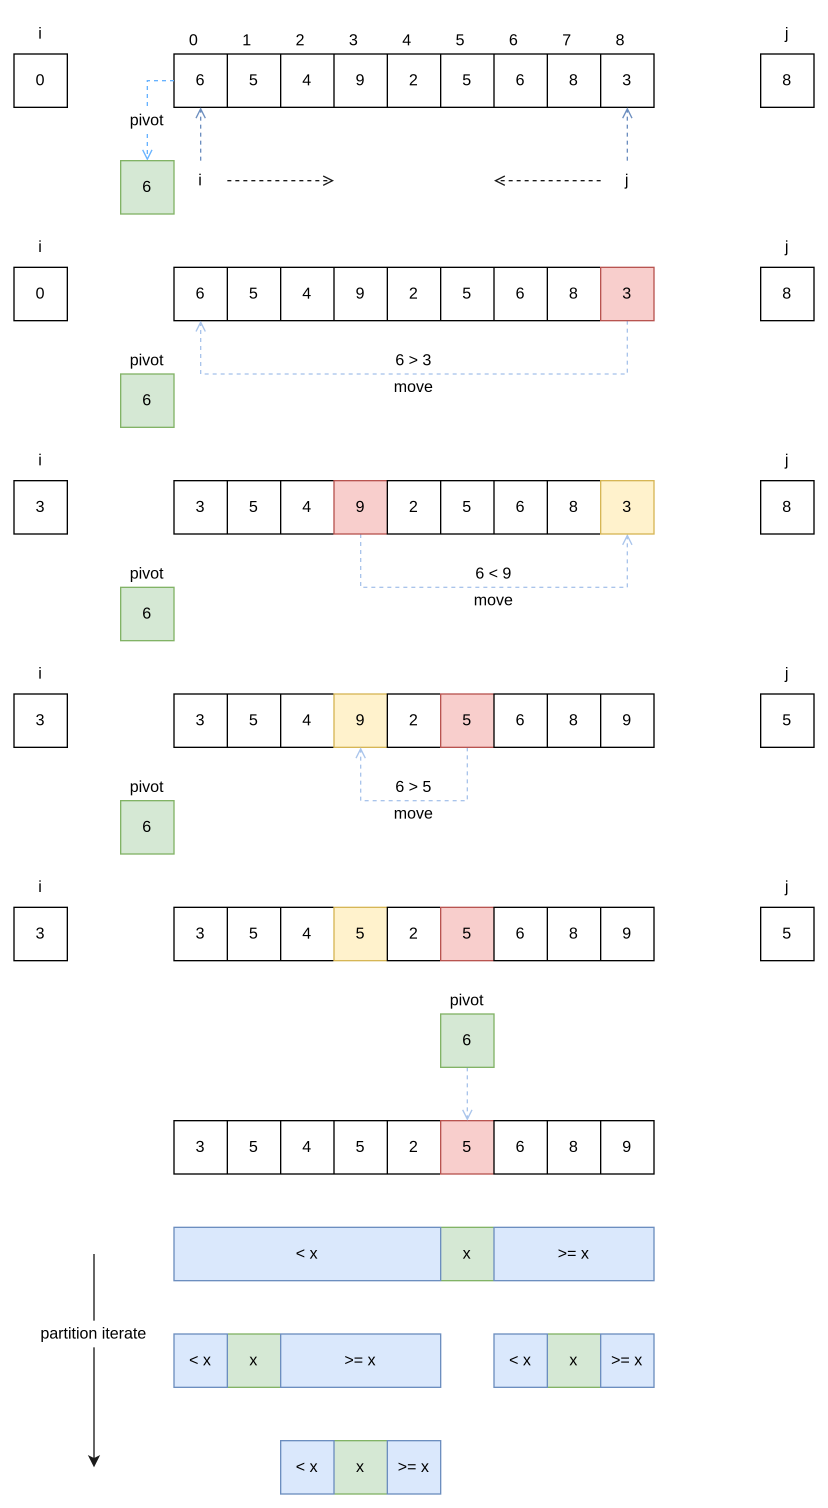 i j
0 1 2 3 4 5 6 7 8
0 6 5 4 9 2 5 6 8 3 8
pivot
6 i j
i j
0 6 5 4 9 2 5 6 8 3 8
pivot 6 > 3
move
6
i j
3 3 5 4 9 2 5 6 8 3 8
pivot 6 < 9
move
6
i j
3 3 5 4 9 2 5 6 8 9 5
pivot 6 > 5
move
6
i j
3 3 5 4 5 2 5 6 8 9 5
pivot
6
3 5 4 5 2 5 6 8 9
< x x >= x
partition iterate
< x x >= x < x x >= x
< x x >= x